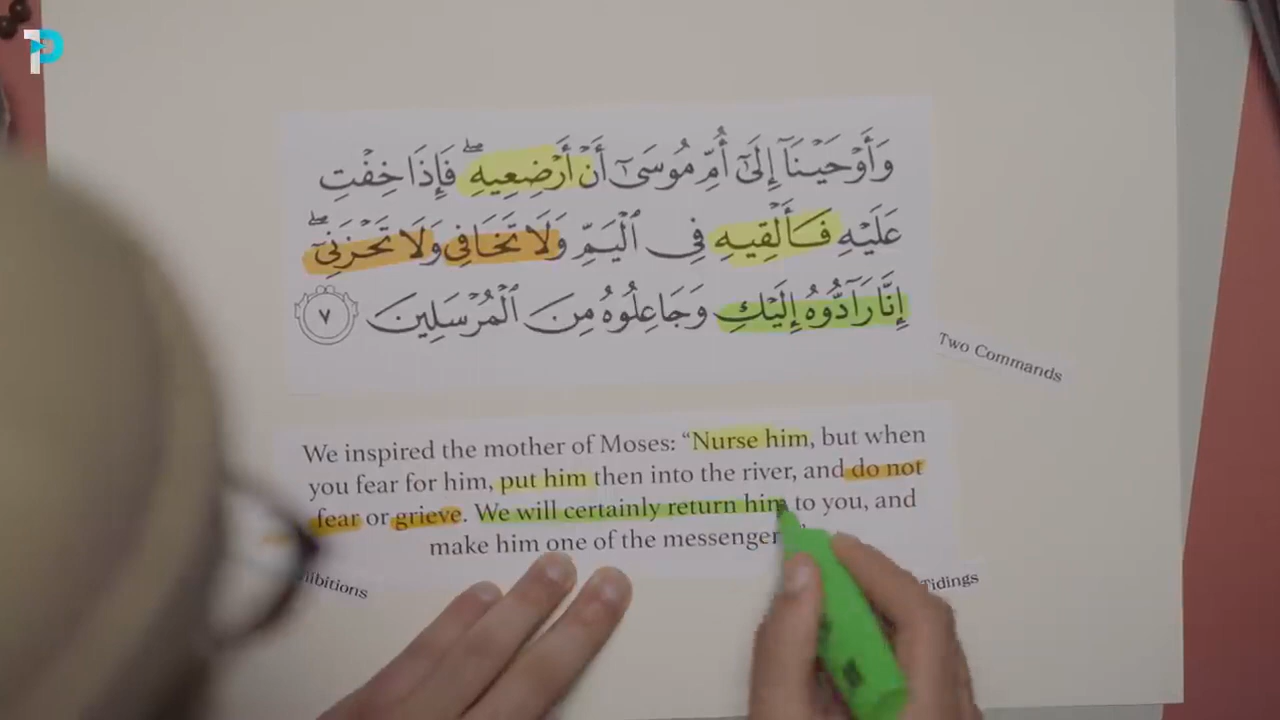 وَأَوْحَيْنَآ إِلَىٰٓ أُمِّ مُوسَىٰٓ أَنْ أَرْضِعِيهِ ۖ فَإِذَا خِفْتِ
عَلَيْهِ فَأَلْقِيهِ فِى ٱلْيَمِّ وَلَا تَخَافِى وَلَا تَحْزَنِىٓ ۖ
إِنَّا رَآدُّوهُ إِلَيْكِ وَجَاعِلُوهُ مِنَ ٱلْمُرْسَلِينَ ٧
Two Commands
We inspired the mother of Moses: “Nurse him, but when
you fear for him, put him then into the river, and do not
fear or grieve. We will certainly return him to you, and
make him one of the messenger
Tidings